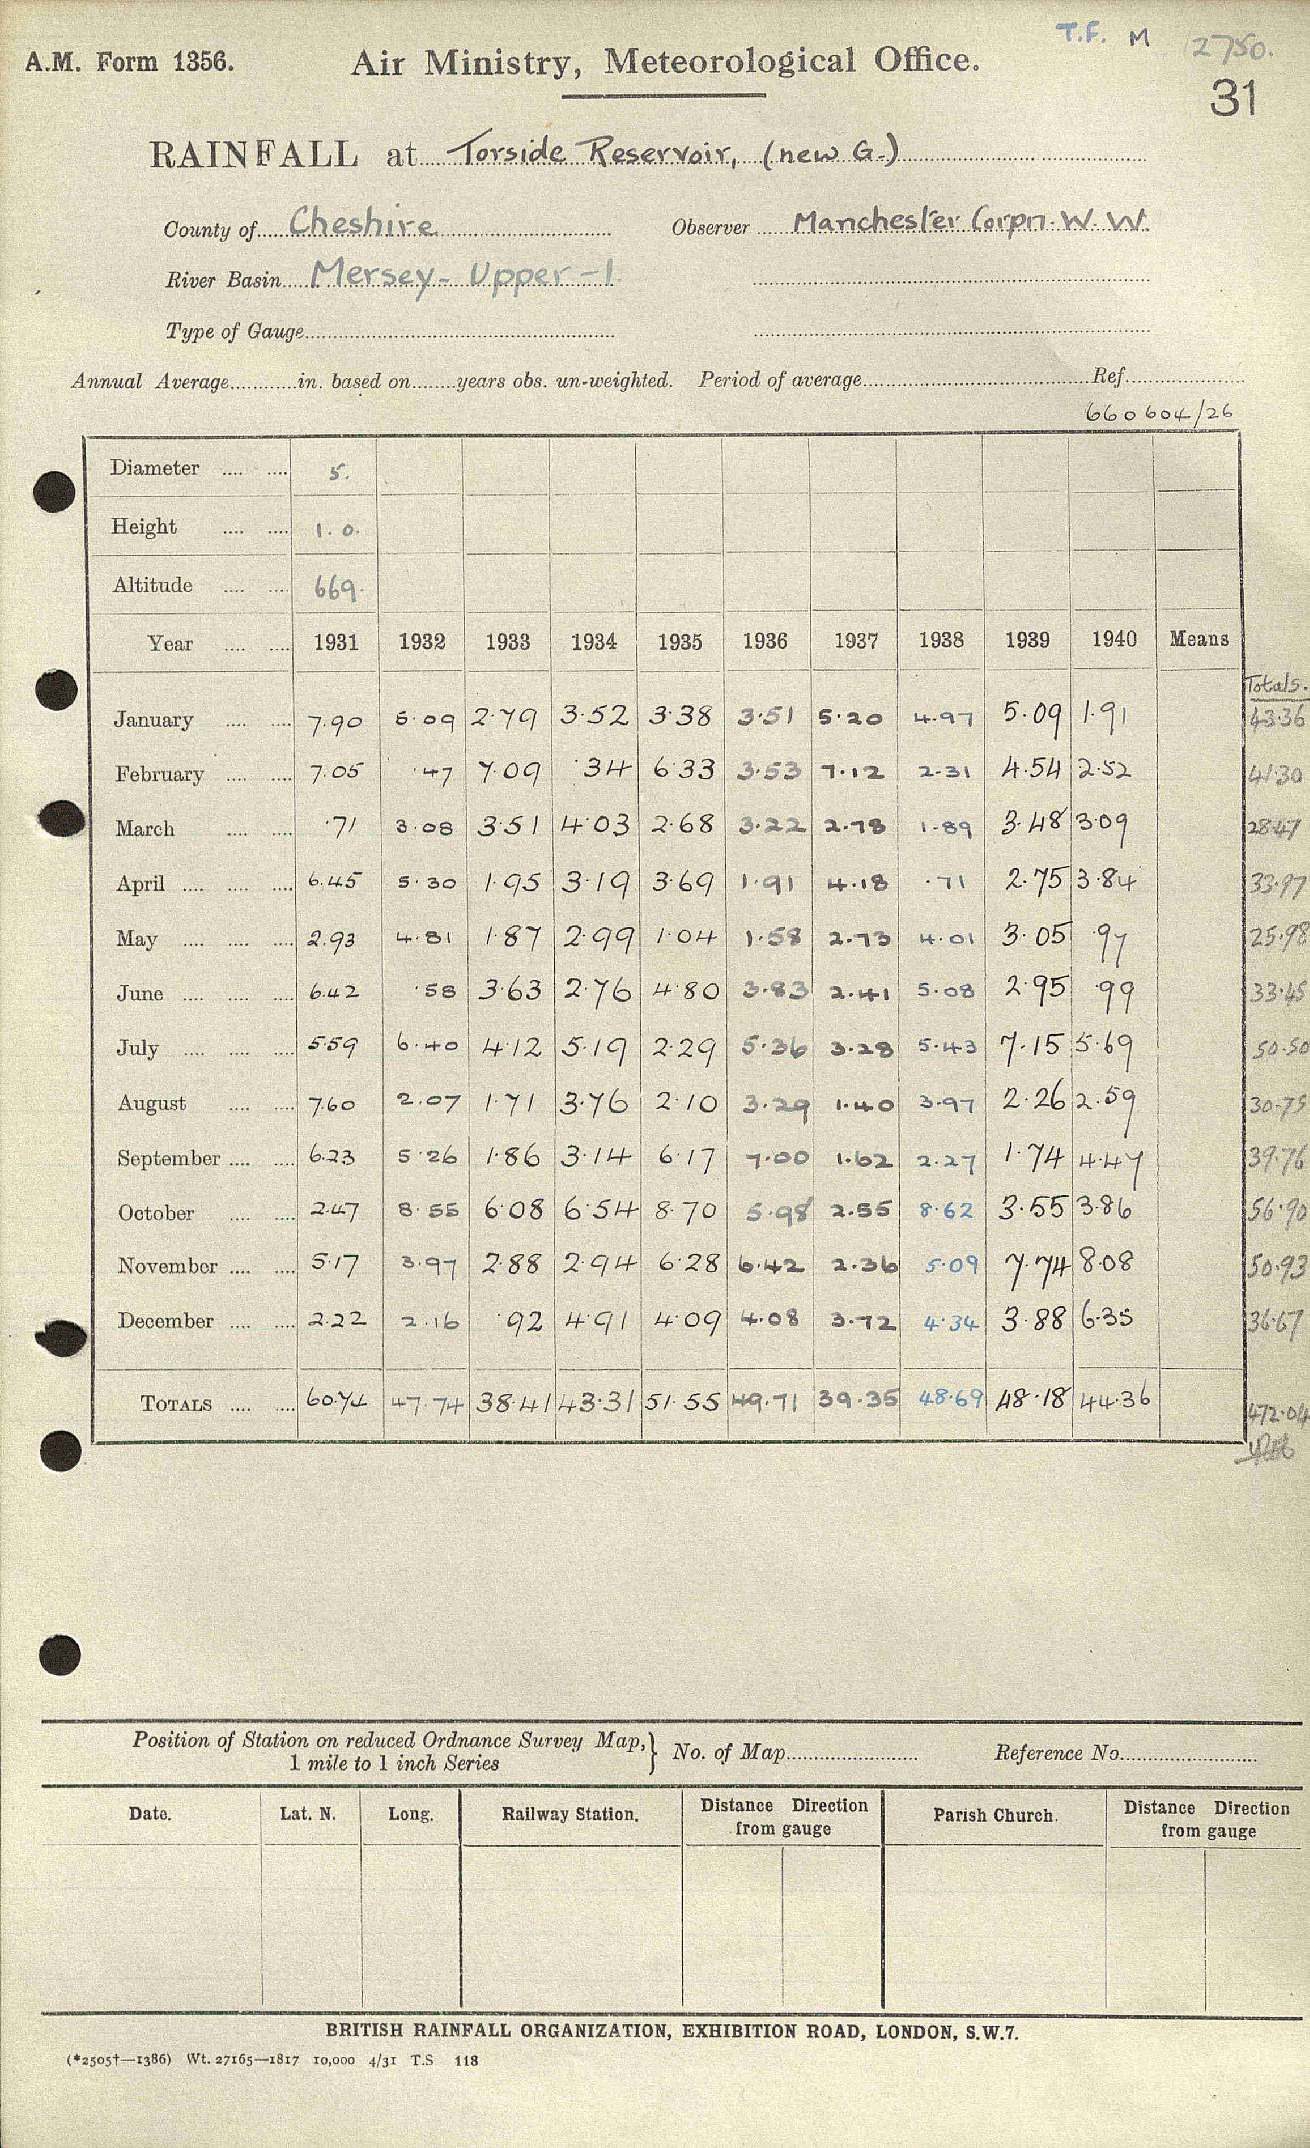 T.F. M 12750.
A.M. Form 1356. Air Ministry, Meteorological Office.
31
RAINFALL at Torside Reservoir, (new G.)
County of Cheshire Observer Manchester Corpn. W. W.
River Basin Mersey - Upper - 1
Type of Gauge
Annual Average in. based on years obs. un-weighted. Period of average Ref.
660604/26
Diameter 5.
Height 1.0.
Altitude 669.
Year 1931 1932 1933 1934 1935 1936 1937 1938 1939 1940 Means
Totals.
January 7.90 5.09 2.79 3.52 3.38 3.51 5.20 4.97 5.09 1.91 43.36
February 7.05 .47 7.09 .34 6.33 3.53 7.12 2.31 4.54 2.52 41.30
March .71 3.08 3.51 4.03 2.68 3.22 2.78 1.89 3.48 3.09 28.47
April 6.45 5.30 1.95 3.19 3.69 1.91 4.18 .71 2.75 3.84 33.97
May 2.93 4.81 1.87 2.99 1.04 1.58 2.73 4.01 3.05 .97 25.98
June 6.42 .58 3.63 2.76 4.80 3.83 2.41 5.08 2.95 .99 33.45
July 5.59 6.40 4.12 5.19 2.29 5.36 3.28 5.43 7.15 5.69 50.50
August 7.60 2.07 1.71 3.76 2.10 3.29 1.40 3.97 2.26 2.59 30.75
September 6.23 5.26 1.86 3.14 6.17 7.00 1.62 2.27 1.74 4.47 39.76
October 2.47 8.55 6.08 6.54 8.70 5.98 2.55 8.62 3.55 3.86 56.90
November 5.17 3.97 2.88 2.94 6.28 6.42 2.36 5.09 7.74 8.08 50.93
December 2.22 2.16 .92 4.91 4.09 4.08 3.72 4.34 3.88 6.35 36.67
TOTALS 60.74 47.74 38.41 43.31 51.55 49.71 39.35 48.69 48.18 44.36 472.04
Position of Station on reduced Ordnance Survey Map,} No. of Map Reference No.
1 mile to 1 inch Series
Date. Lat. N. Long. Railway Station. Distance Direction from gauge Parish Church. Distance Direction from gauge
BRITISH RAINFALL ORGANIZATION, EXHIBITION ROAD, LONDON, S.W.7.
(*2505†—1386) Wt. 27165—1817 10,000 4/31 T.S 118